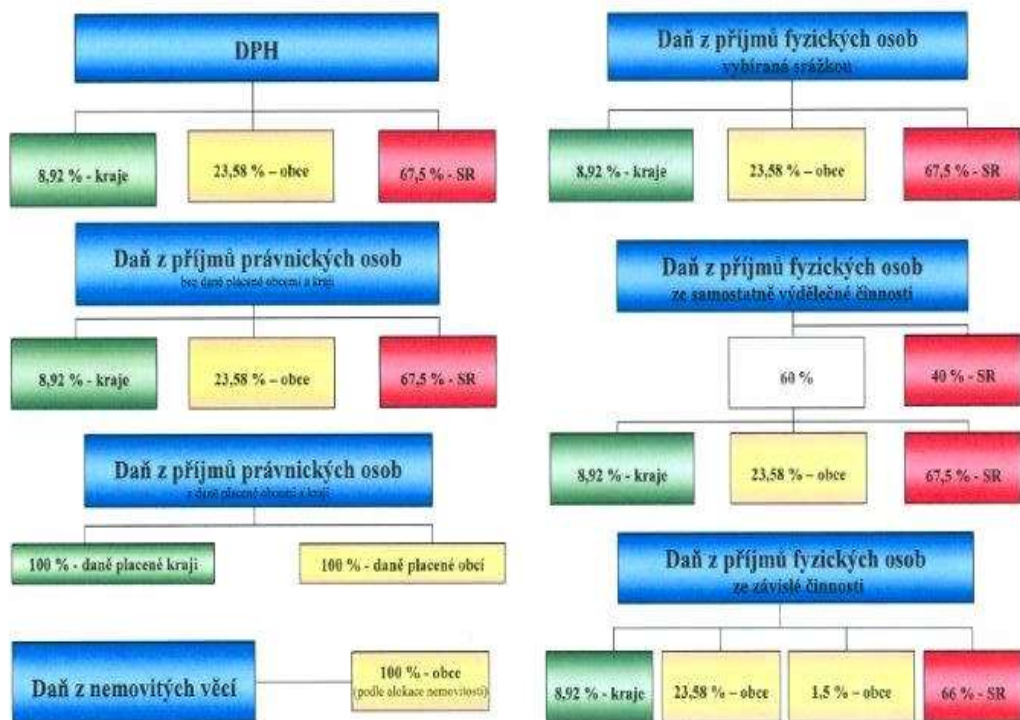 DPH
8,92 % - kraje
23,58 % – obce
67,5 % - SR
Daň z příjmů právnických osob
bez daně placené obcemi a kraji
8,92 % - kraje
23,58 % – obce
67,5 % - SR
Daň z příjmů právnických osob
z daně placené obcemi a kraji
100 % - daně placené kraji
100 % - daně placené obcí
Daň z nemovitých věcí
100 % - obce
(podle alokace nemovitosti)
Daň z příjmů fyzických osob
vybíraná srážkou
8,92 % - kraje
23,58 % – obce
67,5 % - SR
Daň z příjmů fyzických osob
ze samostatně výdělečné činnosti
60 %
40 % - SR
8,92 % - kraje
23,58 % – obce
67,5 % - SR
Daň z příjmů fyzických osob
ze závislé činnosti
8,92 % - kraje
23,58 % – obce
1,5 % – obce
66 % - SR